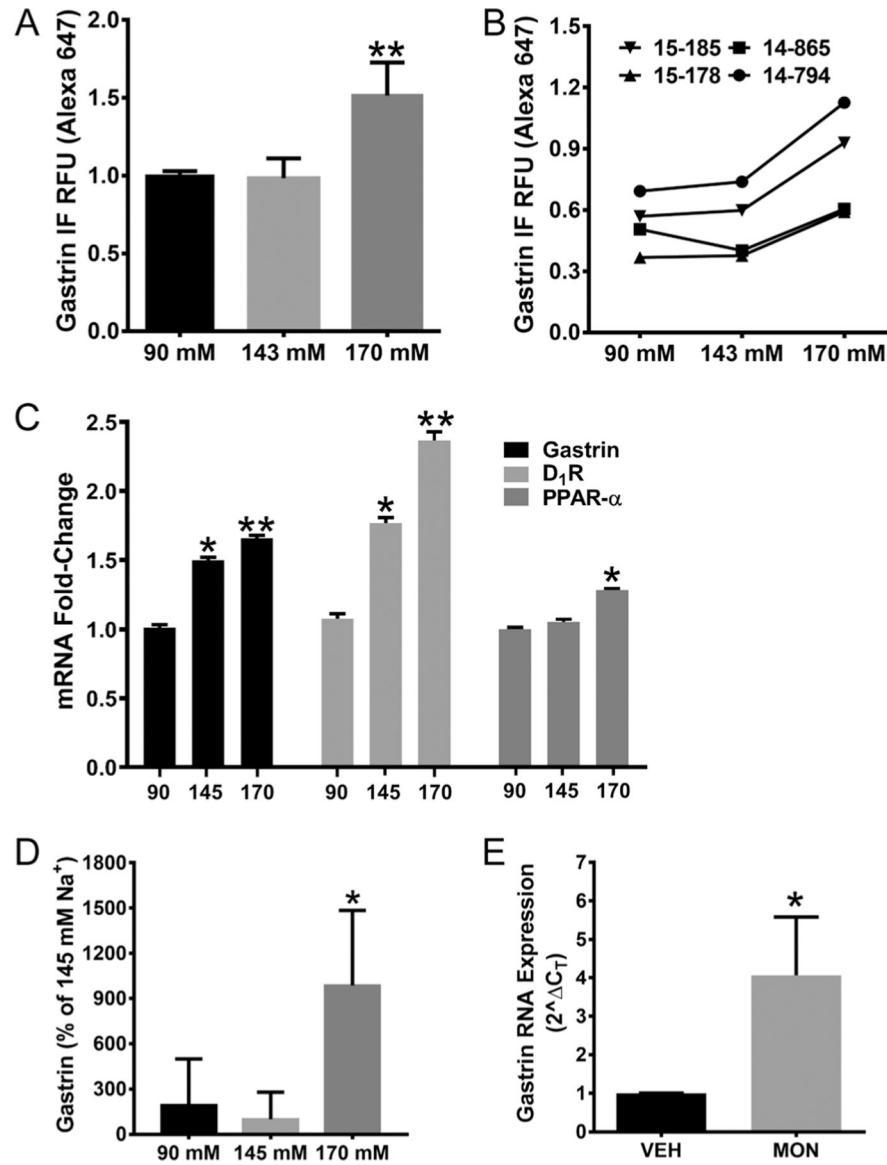 A
Gastrin IF RFU (Alexa 647)
2.0
1.5
1.0
0.5
0.0
**
90 mM 143 mM 170 mM
B
Gastrin IF RFU (Alexa 647)
1.5
1.2
0.9
0.6
0.3
0.0
15-185 14-865
15-178 14-794
90 mM 143 mM 170 mM
C
mRNA Fold-Change
2.5
2.0
1.5
1.0
0.5
0.0
* ** * ** *
Gastrin
D₁R
PPAR-α
90 145 170 90 145 170 90 145 170
D
Gastrin (% of 145 mM Na⁺)
1800
1500
1200
900
600
300
0
*
90 mM 145 mM 170 mM
E
Gastrin RNA Expression
(2^ΔC_T)
7
6
5
4
3
2
1
0
*
VEH MON